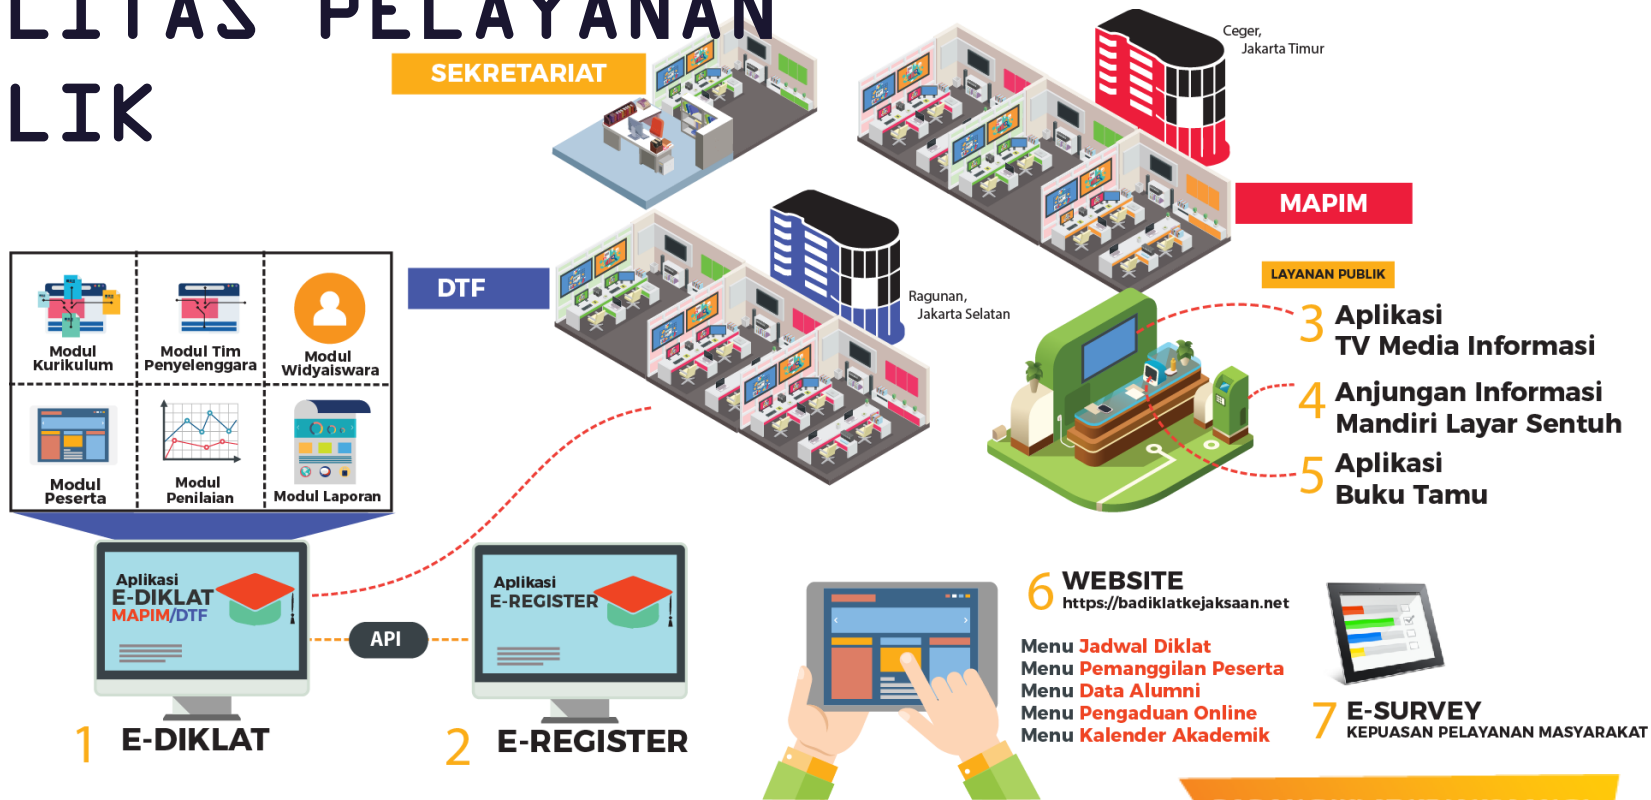 LITAS PELAYANAN
LIK
SEKRETARIAT
Ceger,
Jakarta Timur
MAPIM
DTF
Ragunan,
Jakarta Selatan
LAYANAN PUBLIK
3 Aplikasi
TV Media Informasi
4 Anjungan Informasi
Mandiri Layar Sentuh
5 Aplikasi
Buku Tamu
Modul
Kurikulum
Modul Tim
Penyelenggara
Modul
Widyaiswara
Modul
Peserta
Modul
Penilaian
Modul Laporan
Aplikasi
E-DIKLAT
MAPIM/DTF
API
Aplikasi
E-REGISTER
1 E-DIKLAT
2 E-REGISTER
6 WEBSITE
https://badiklatkejaksaan.net
Menu Jadwal Diklat
Menu Pemanggilan Peserta
Menu Data Alumni
Menu Pengaduan Online
Menu Kalender Akademik
7 E-SURVEY
KEPUASAN PELAYANAN MASYARAKAT